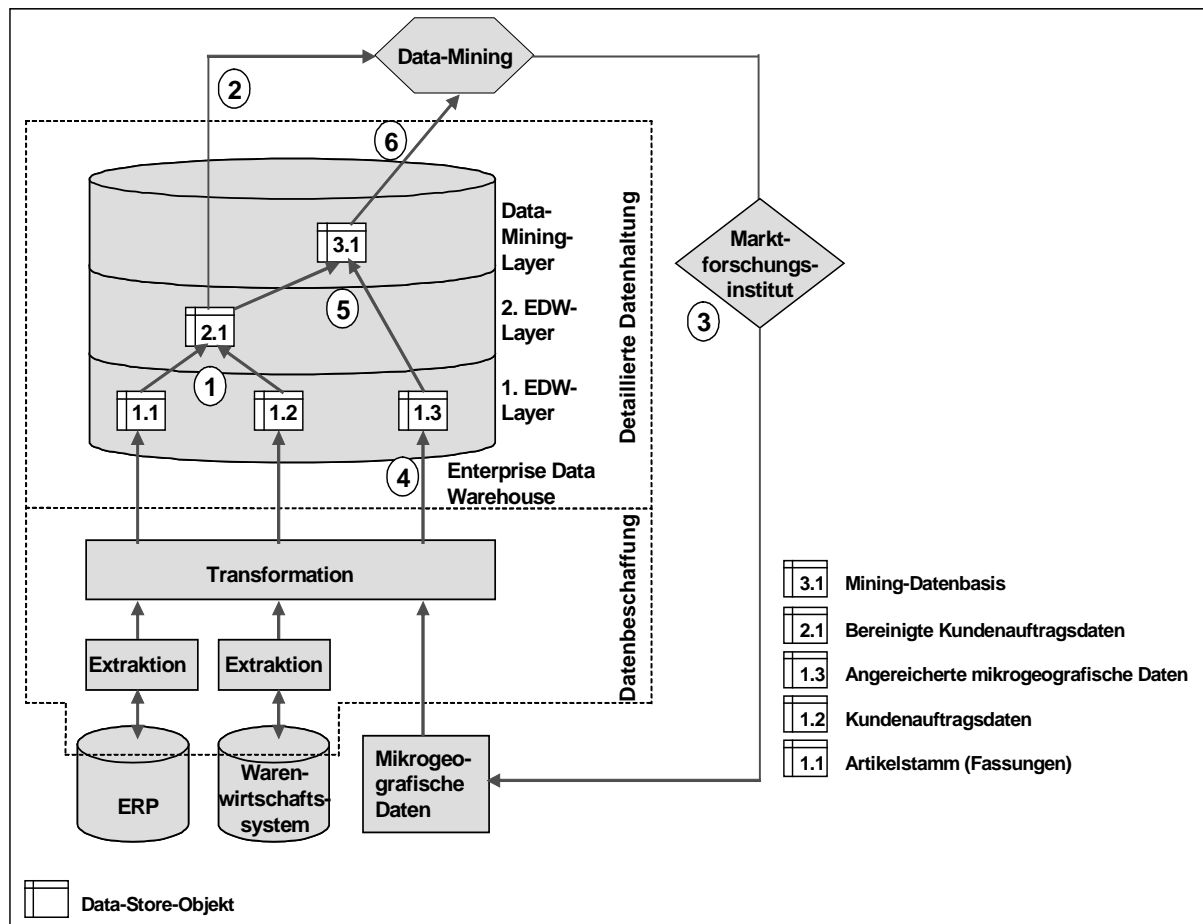 Data-Mining
2
6
Data-
Mining-
Layer
3.1
Markt-
forschungs-
institut
3
5
2. EDW-
Layer
2.1
1
1. EDW-
Layer
1.1
1.2
1.3
4
Enterprise Data
Warehouse
Detaillierte Datenhaltung
Datenbeschaffung
Transformation
Extraktion
Extraktion
ERP
Waren-
wirtschafts-
system
Mikrogeo-
grafische
Daten
3.1 Mining-Datenbasis
2.1 Bereinigte Kundenauftragsdaten
1.3 Angereicherte mikrogeografische Daten
1.2 Kundenauftragsdaten
1.1 Artikelstamm (Fassungen)
Data-Store-Objekt